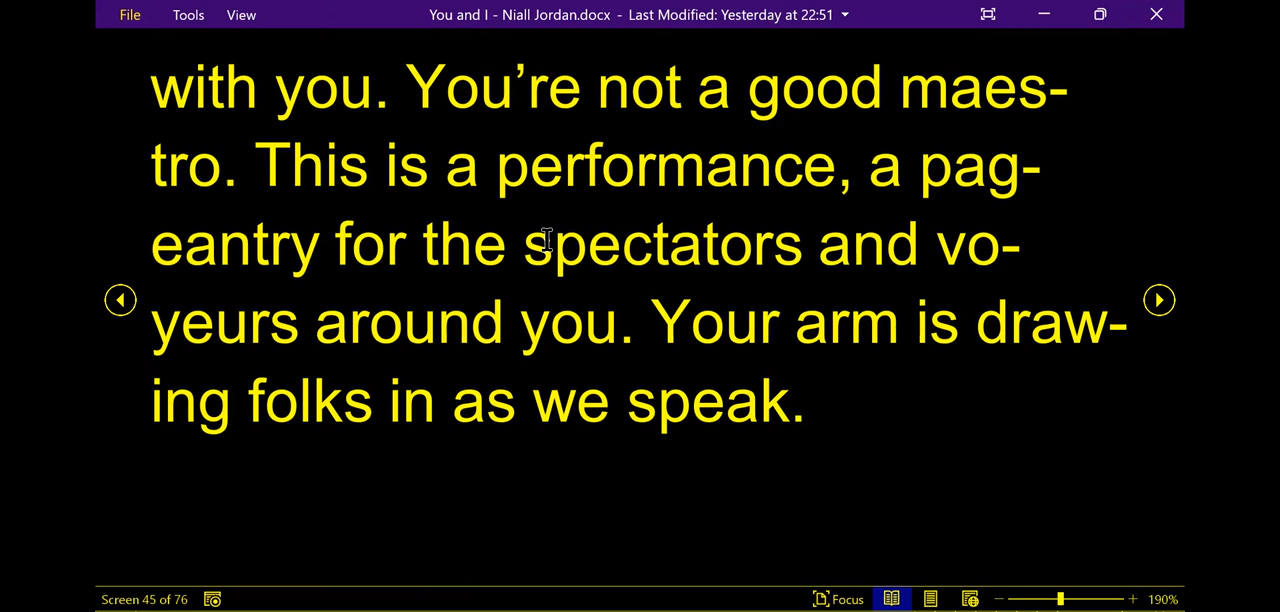 File Tools View You and I - Niall Jordan.docx - Last Modified: Yesterday at 22:51
with you. You’re not a good maes-
tro. This is a performance, a pag-
eantry for the spectators and vo-
yeurs around you. Your arm is draw-
ing folks in as we speak.
Screen 45 of 76 Focus 190%